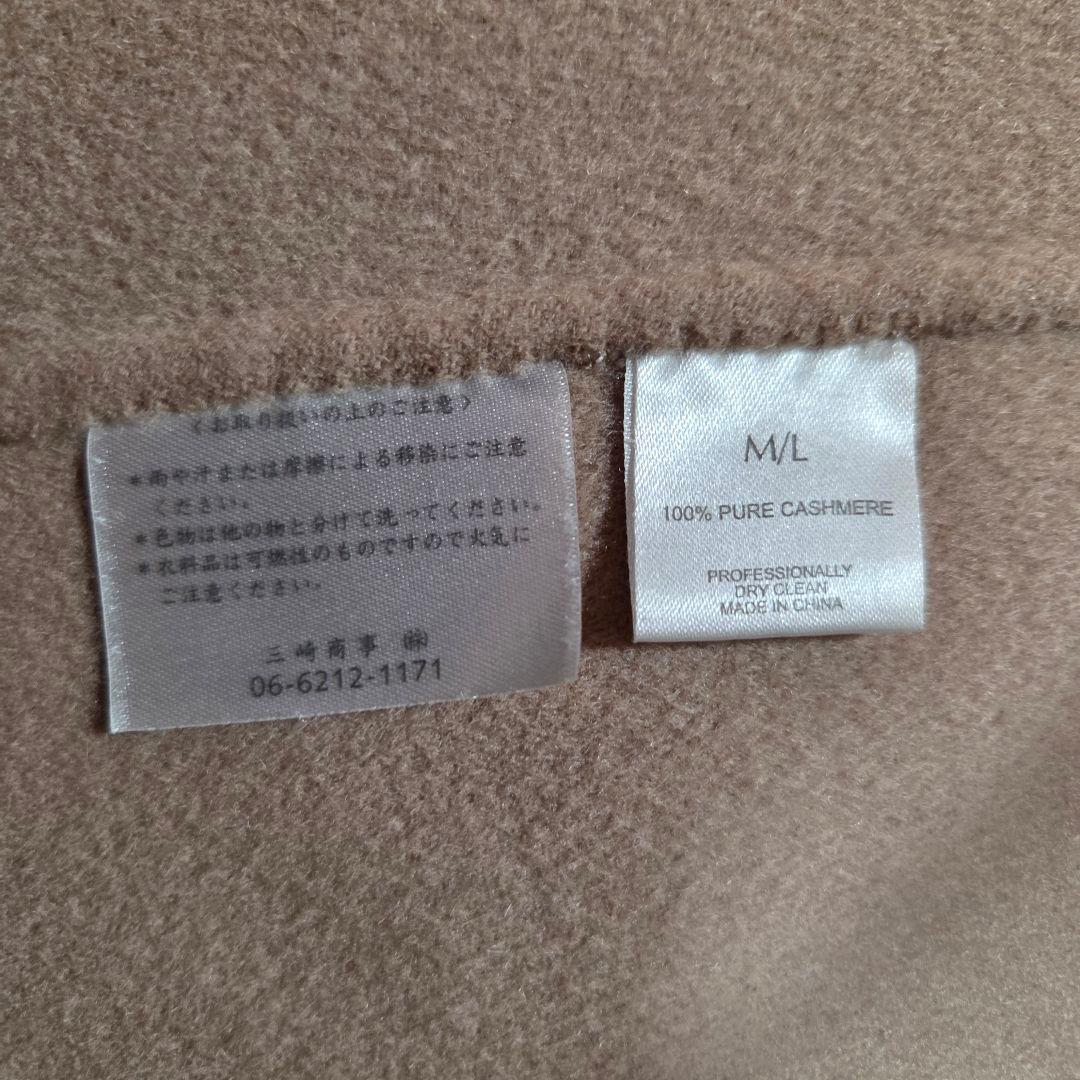 〈お取り扱いの上のご注意〉
*雨や汗または摩擦による移染にご注意
ください。
*色物は他の物と分けて洗ってください。
*衣料品は可燃性のものですので火気に
ご注意ください。
三崎商事 ㈱
06-6212-1171
M/L
100% PURE CASHMERE
PROFESSIONALLY
DRY CLEAN
MADE IN CHINA